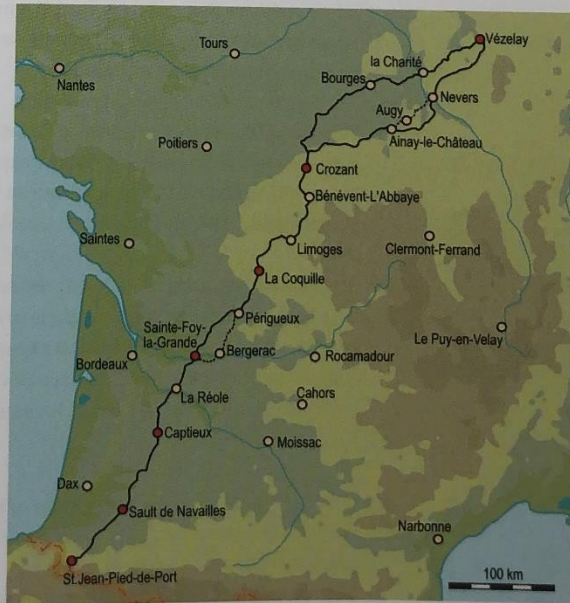 Vézelay
Tours
la Charité
Nantes
Bourges
Nevers
Augy
Ainay-le-Château
Poitiers
Crozant
Bénévent-L'Abbaye
Saintes
Limoges
Clermont-Ferrand
La Coquille
Périgueux
Sainte-Foy-
la-Grande
Le Puy-en-Velay
Bordeaux
Bergerac
Rocamadour
La Réole
Cahors
Captieux
Moissac
Dax
Sault de Navailles
Narbonne
St.Jean-Pied-de-Port
100 km